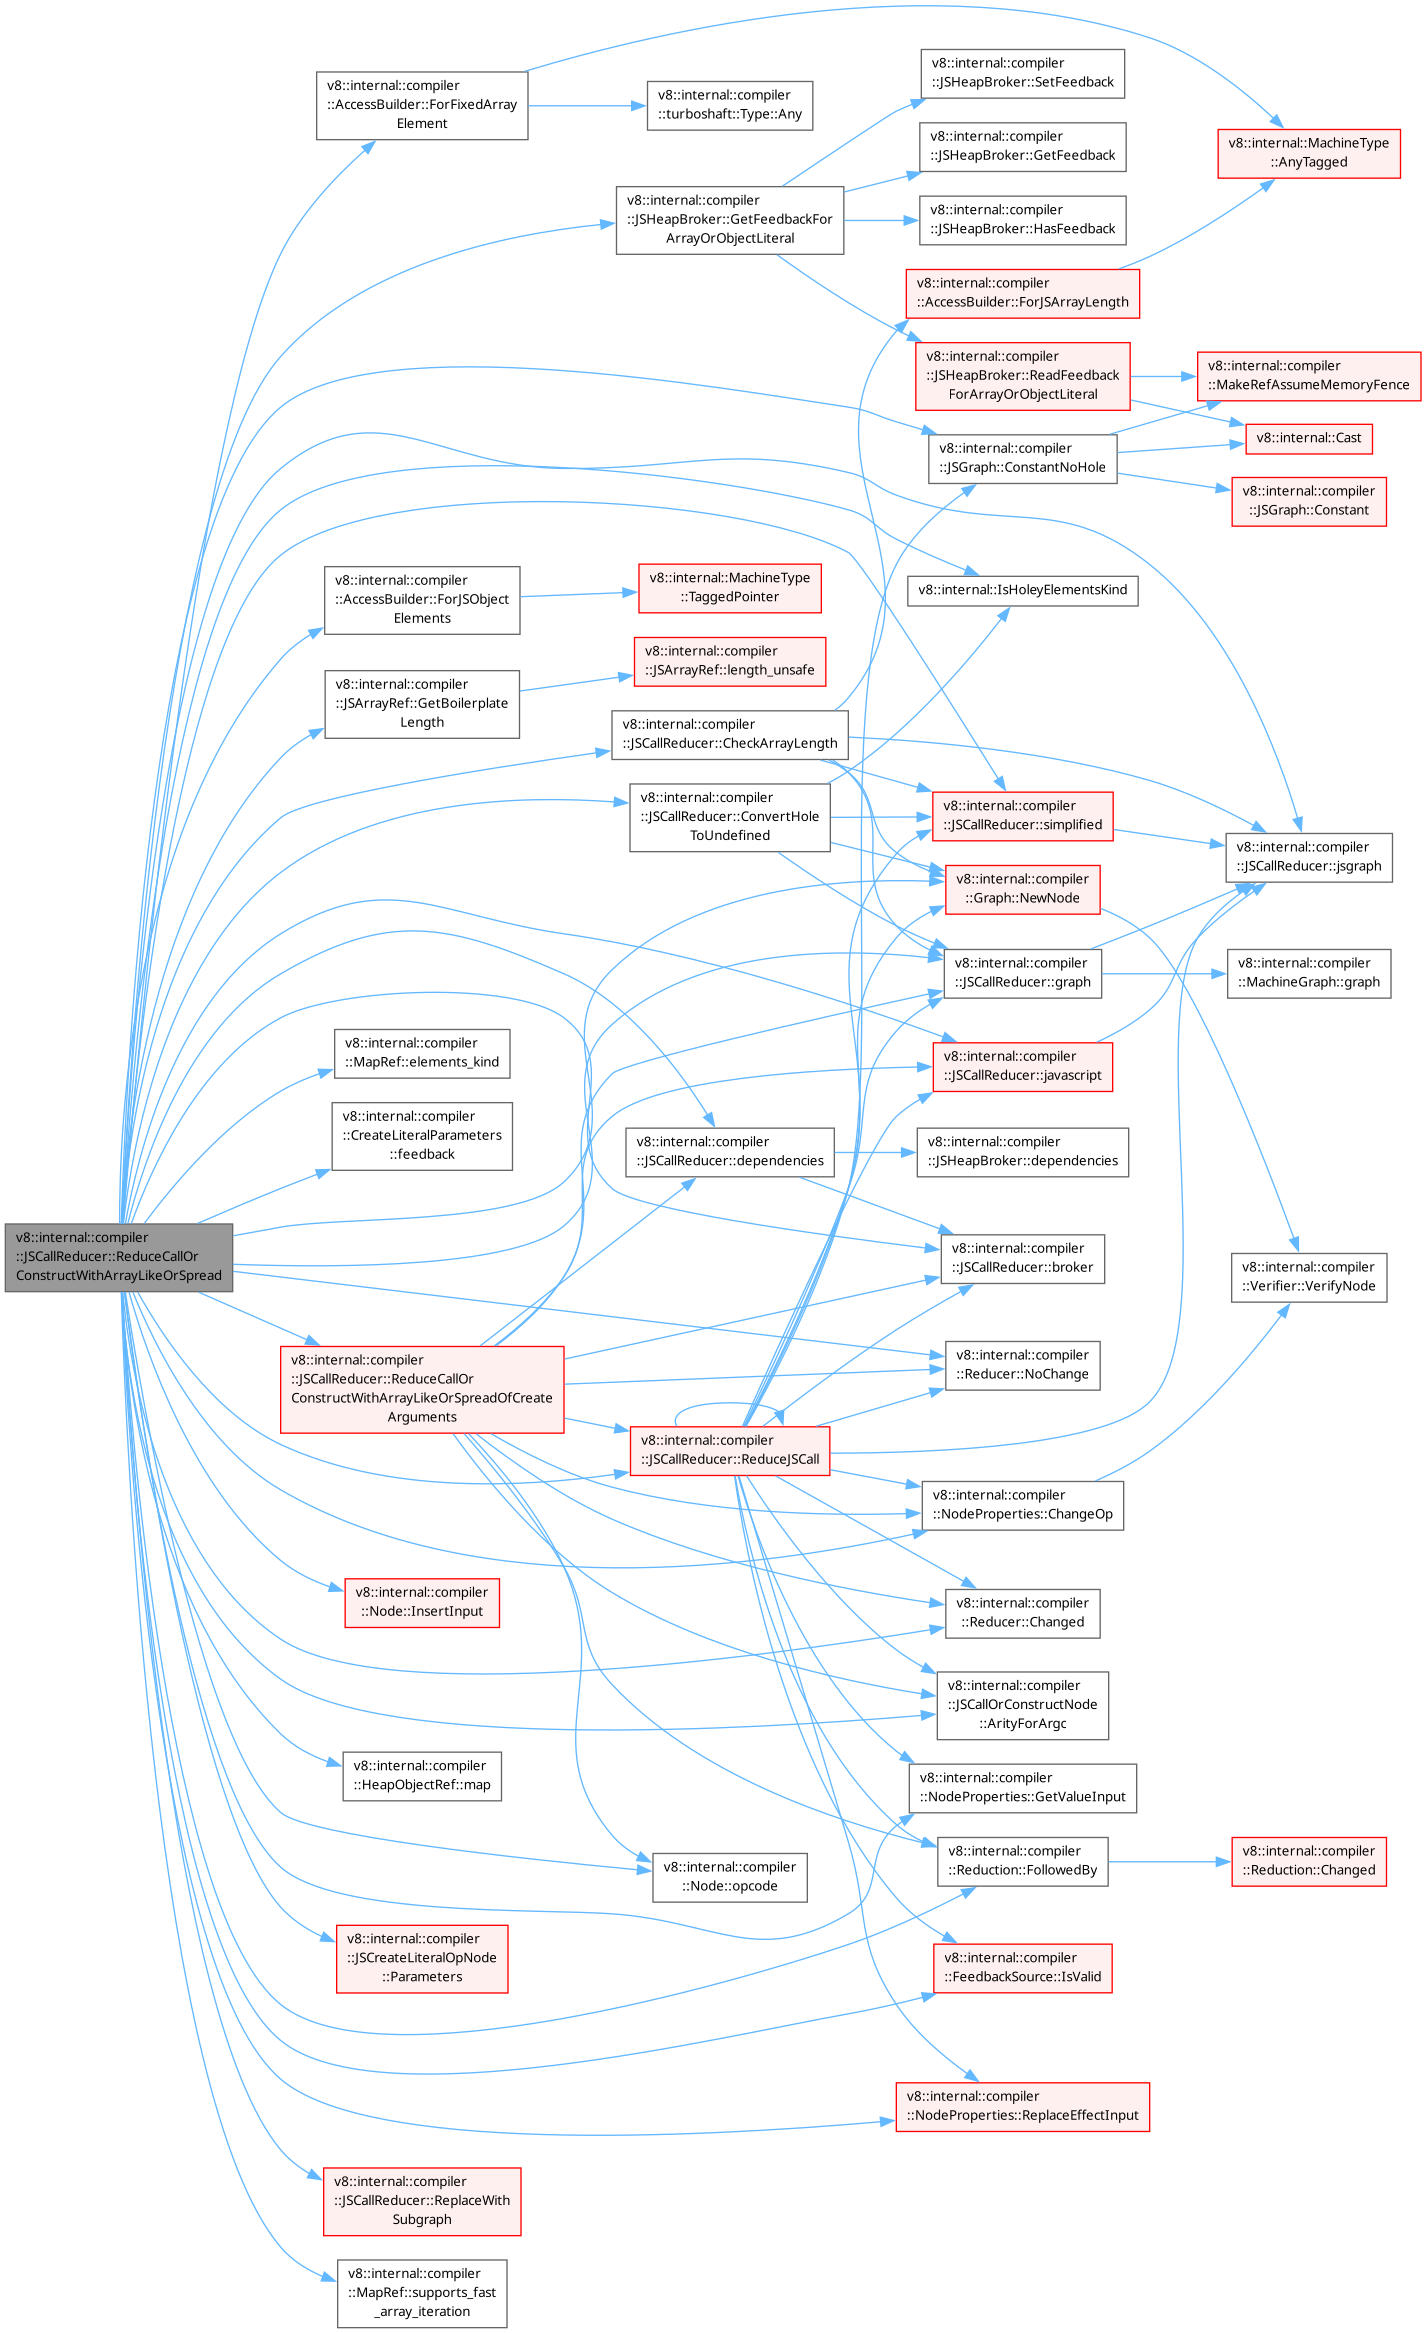 v8::internal::compiler
::AccessBuilder::ForFixedArray
Element
v8::internal::compiler
::turboshaft::Type::Any
v8::internal::compiler
::JSHeapBroker::SetFeedback
v8::internal::compiler
::JSHeapBroker::GetFeedback
v8::internal::MachineType
::AnyTagged
v8::internal::compiler
::JSHeapBroker::GetFeedbackFor
ArrayOrObjectLiteral
v8::internal::compiler
::JSHeapBroker::HasFeedback
v8::internal::compiler
::AccessBuilder::ForJSArrayLength
v8::internal::compiler
::JSHeapBroker::ReadFeedback
ForArrayOrObjectLiteral
v8::internal::compiler
::MakeRefAssumeMemoryFence
v8::internal::Cast
v8::internal::compiler
::JSGraph::ConstantNoHole
v8::internal::compiler
::JSGraph::Constant
v8::internal::compiler
::AccessBuilder::ForJSObject
Elements
v8::internal::MachineType
::TaggedPointer
v8::internal::IsHoleyElementsKind
v8::internal::compiler
::JSArrayRef::length_unsafe
v8::internal::compiler
::JSArrayRef::GetBoilerplate
Length
v8::internal::compiler
::JSCallReducer::CheckArrayLength
v8::internal::compiler
::JSCallReducer::ConvertHole
ToUndefined
v8::internal::compiler
::JSCallReducer::simplified
v8::internal::compiler
::JSCallReducer::jsgraph
v8::internal::compiler
::Graph::NewNode
v8::internal::compiler
::JSCallReducer::graph
v8::internal::compiler
::MachineGraph::graph
v8::internal::compiler
::MapRef::elements_kind
v8::internal::compiler
::JSCallReducer::javascript
v8::internal::compiler
::CreateLiteralParameters
::feedback
v8::internal::compiler
::JSCallReducer::dependencies
v8::internal::compiler
::JSHeapBroker::dependencies
v8::internal::compiler
::JSCallReducer::ReduceCallOr
ConstructWithArrayLikeOrSpread
v8::internal::compiler
::JSCallReducer::broker
v8::internal::compiler
::Verifier::VerifyNode
v8::internal::compiler
::JSCallReducer::ReduceCallOr
ConstructWithArrayLikeOrSpreadOfCreate
Arguments
v8::internal::compiler
::Reducer::NoChange
v8::internal::compiler
::JSCallReducer::ReduceJSCall
v8::internal::compiler
::NodeProperties::ChangeOp
v8::internal::compiler
::Node::InsertInput
v8::internal::compiler
::Reducer::Changed
v8::internal::compiler
::JSCallOrConstructNode
::ArityForArgc
v8::internal::compiler
::HeapObjectRef::map
v8::internal::compiler
::NodeProperties::GetValueInput
v8::internal::compiler
::Node::opcode
v8::internal::compiler
::Reduction::FollowedBy
v8::internal::compiler
::Reduction::Changed
v8::internal::compiler
::JSCreateLiteralOpNode
::Parameters
v8::internal::compiler
::FeedbackSource::IsValid
v8::internal::compiler
::NodeProperties::ReplaceEffectInput
v8::internal::compiler
::JSCallReducer::ReplaceWith
Subgraph
v8::internal::compiler
::MapRef::supports_fast
_array_iteration